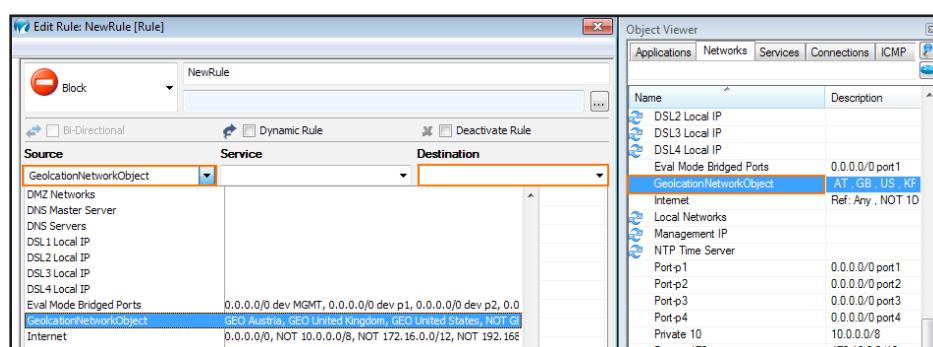 Edit Rule: NewRule [Rule]
Block
NewRule
...
Bi-Directional
Dynamic Rule
Deactivate Rule
Source Service Destination
GeolcationNetworkObject
DMZ Networks
DNS Master Server
DNS Servers
DSL1 Local IP
DSL2 Local IP
DSL3 Local IP
DSL4 Local IP
Eval Mode Bridged Ports 0.0.0.0/0 dev MGMT, 0.0.0.0/0 dev p1, 0.0.0.0/0 dev p2, 0.0
GeolcationNetworkObject GEO Austria, GEO United Kingdom, GEO United States, NOT GE
Internet 0.0.0.0/0, NOT 10.0.0.0/8, NOT 172.16.0.0/12, NOT 192.168
Object Viewer
Applications Networks Services Connections ICMP
Name Description
DSL2 Local IP
DSL3 Local IP
DSL4 Local IP
Eval Mode Bridged Ports 0.0.0.0/0 port1
GeolcationNetworkObject AT , GB , US , KF
Internet Ref: Any , NOT 1D
Local Networks
Management IP
NTP Time Server
Port-p1 0.0.0.0/0 port1
Port-p2 0.0.0.0/0 port2
Port-p3 0.0.0.0/0 port3
Port-p4 0.0.0.0/0 port4
Private 10 10.0.0.0/8